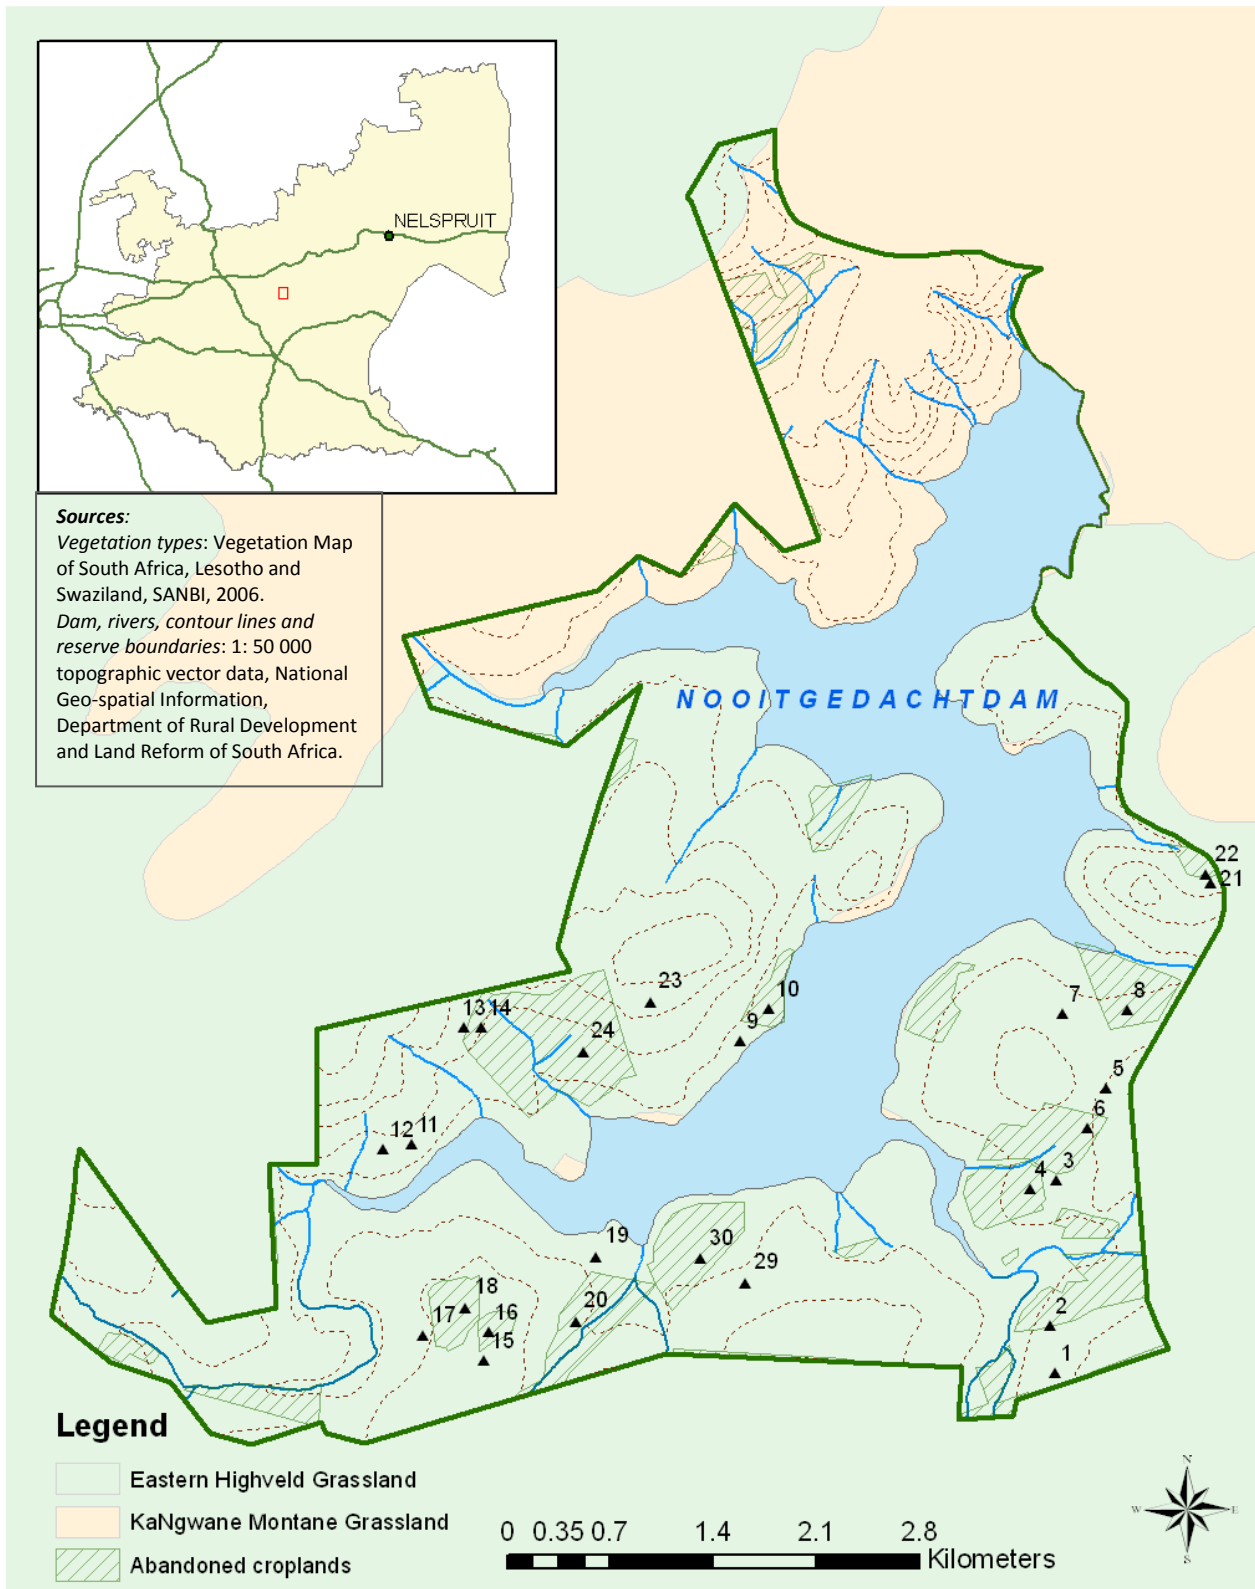 NELSPRUIT
Sources:
Vegetation types: Vegetation Map
of South Africa, Lesotho and
Swaziland, SANBI, 2006.
Dam, rivers, contour lines and
reserve boundaries: 1: 50 000
topographic vector data, National
Geo-spatial Information,
Department of Rural Development
and Land Reform of South Africa.
NOOITGEDACHTDAM
22
21
23
10
7
8
13 14
24
9
5
6
12 11
4 3
19
30
29
18
17
16
20
15
2
1
Legend
Eastern Highveld Grassland
KaNgwane Montane Grassland
Abandoned croplands
0 0.35 0.7 1.4 2.1 2.8
Kilometers
N
W E
S